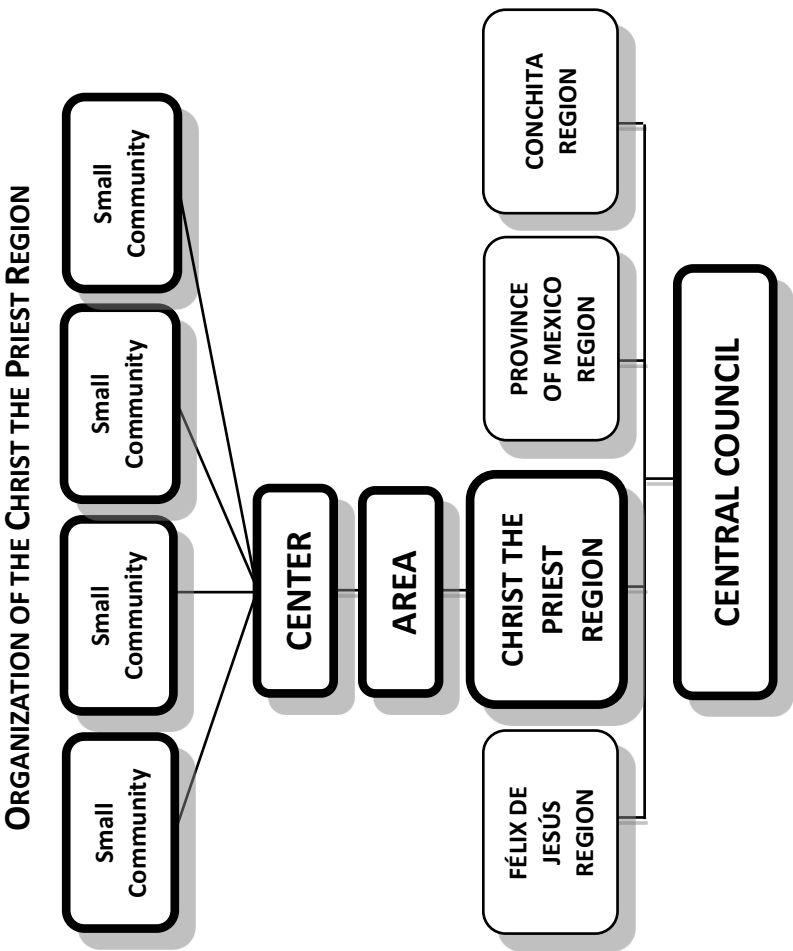 ORGANIZATION OF THE CHRIST THE PRIEST REGION
Small
Community
Small
Community
Small
Community
Small
Community
CENTER
AREA
FÉLIX DE
JESÚS
REGION
CHRIST THE
PRIEST
REGION
PROVINCE
OF MEXICO
REGION
CONCHITA
REGION
CENTRAL COUNCIL